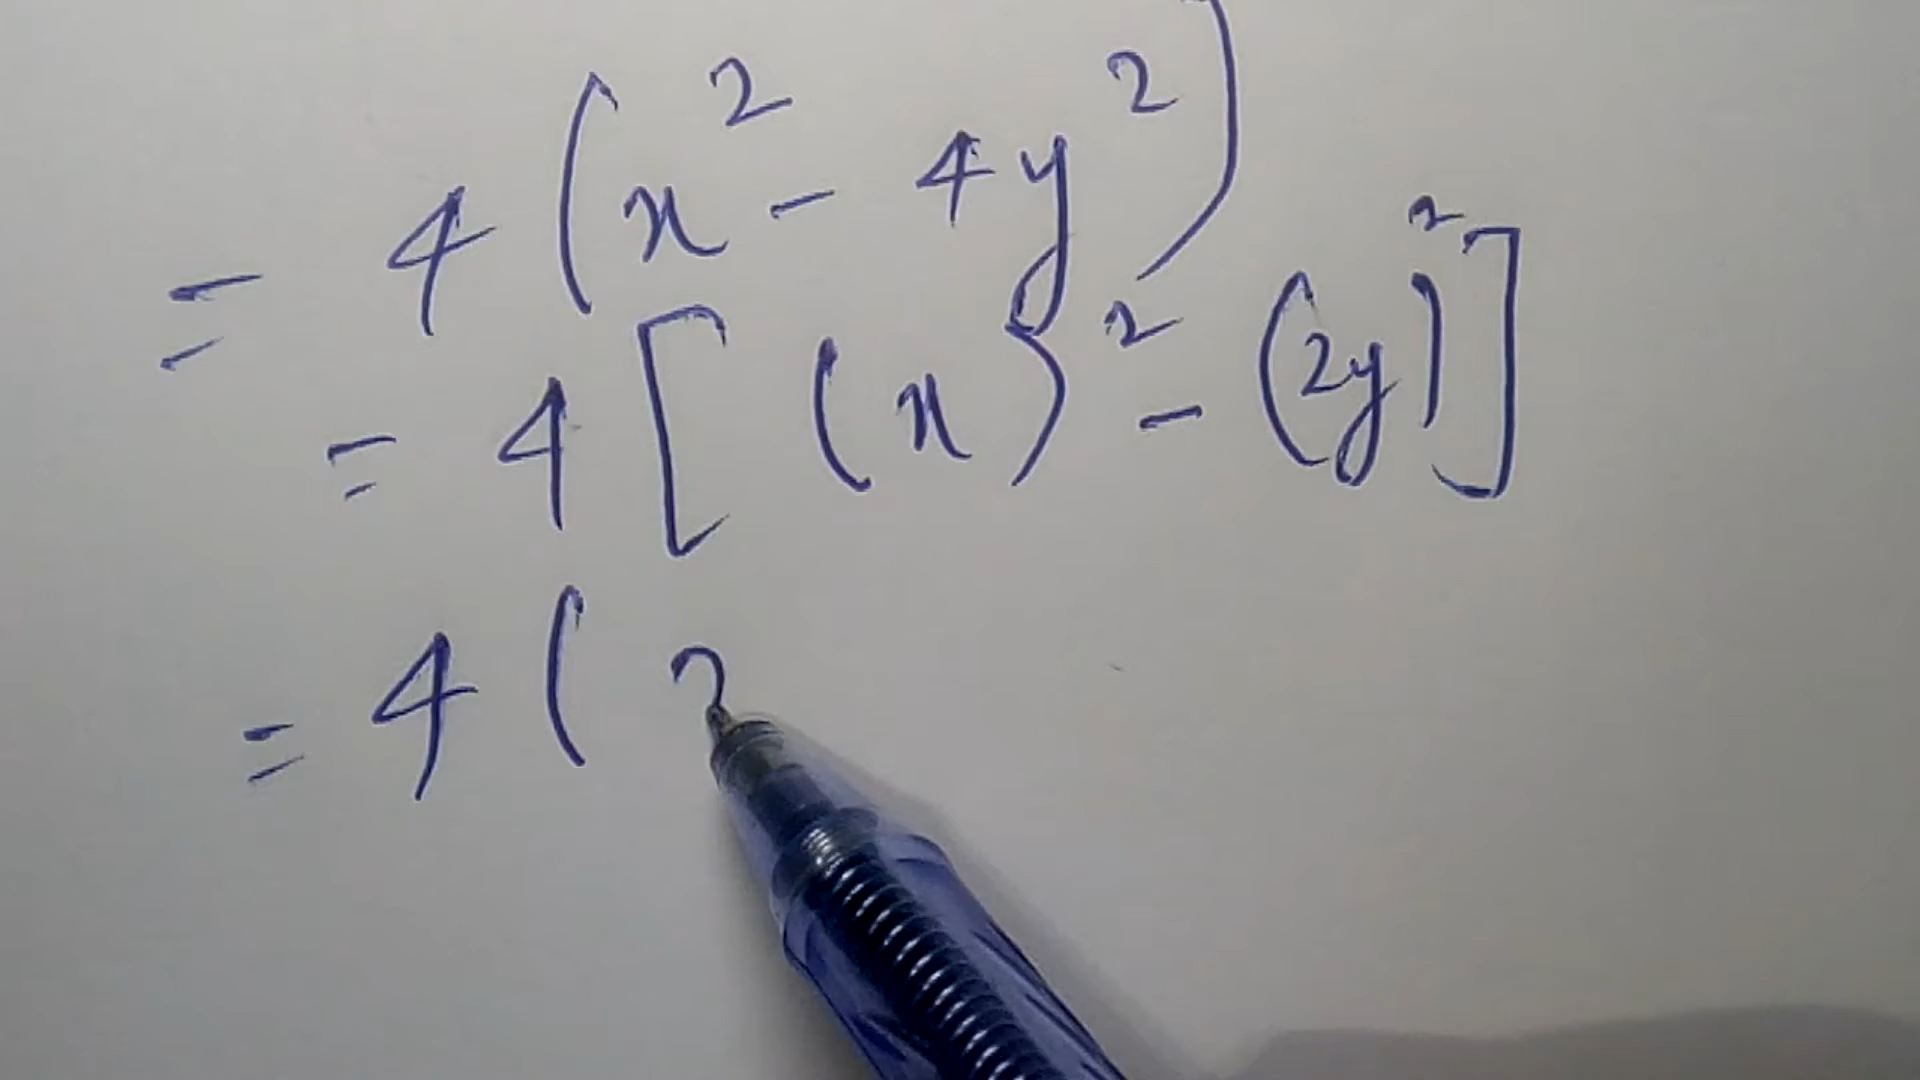 = 4 (x² - 4y²)
= 4 [ (x)² - (2y)² ]
= 4 (